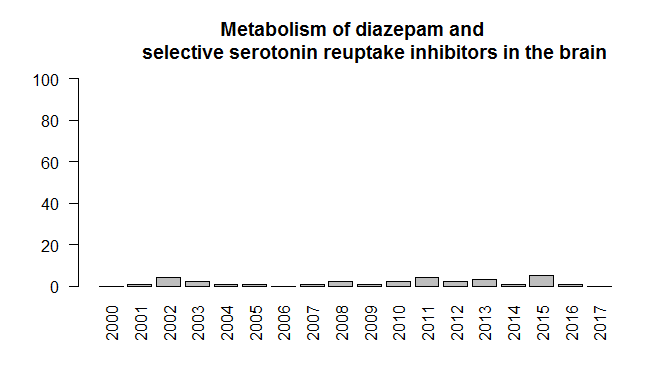 Metabolism of diazepam and
selective serotonin reuptake inhibitors in the brain
100
80
60
40
20
0
2000 2001 2002 2003 2004 2005 2006 2007 2008 2009 2010 2011 2012 2013 2014 2015 2016 2017